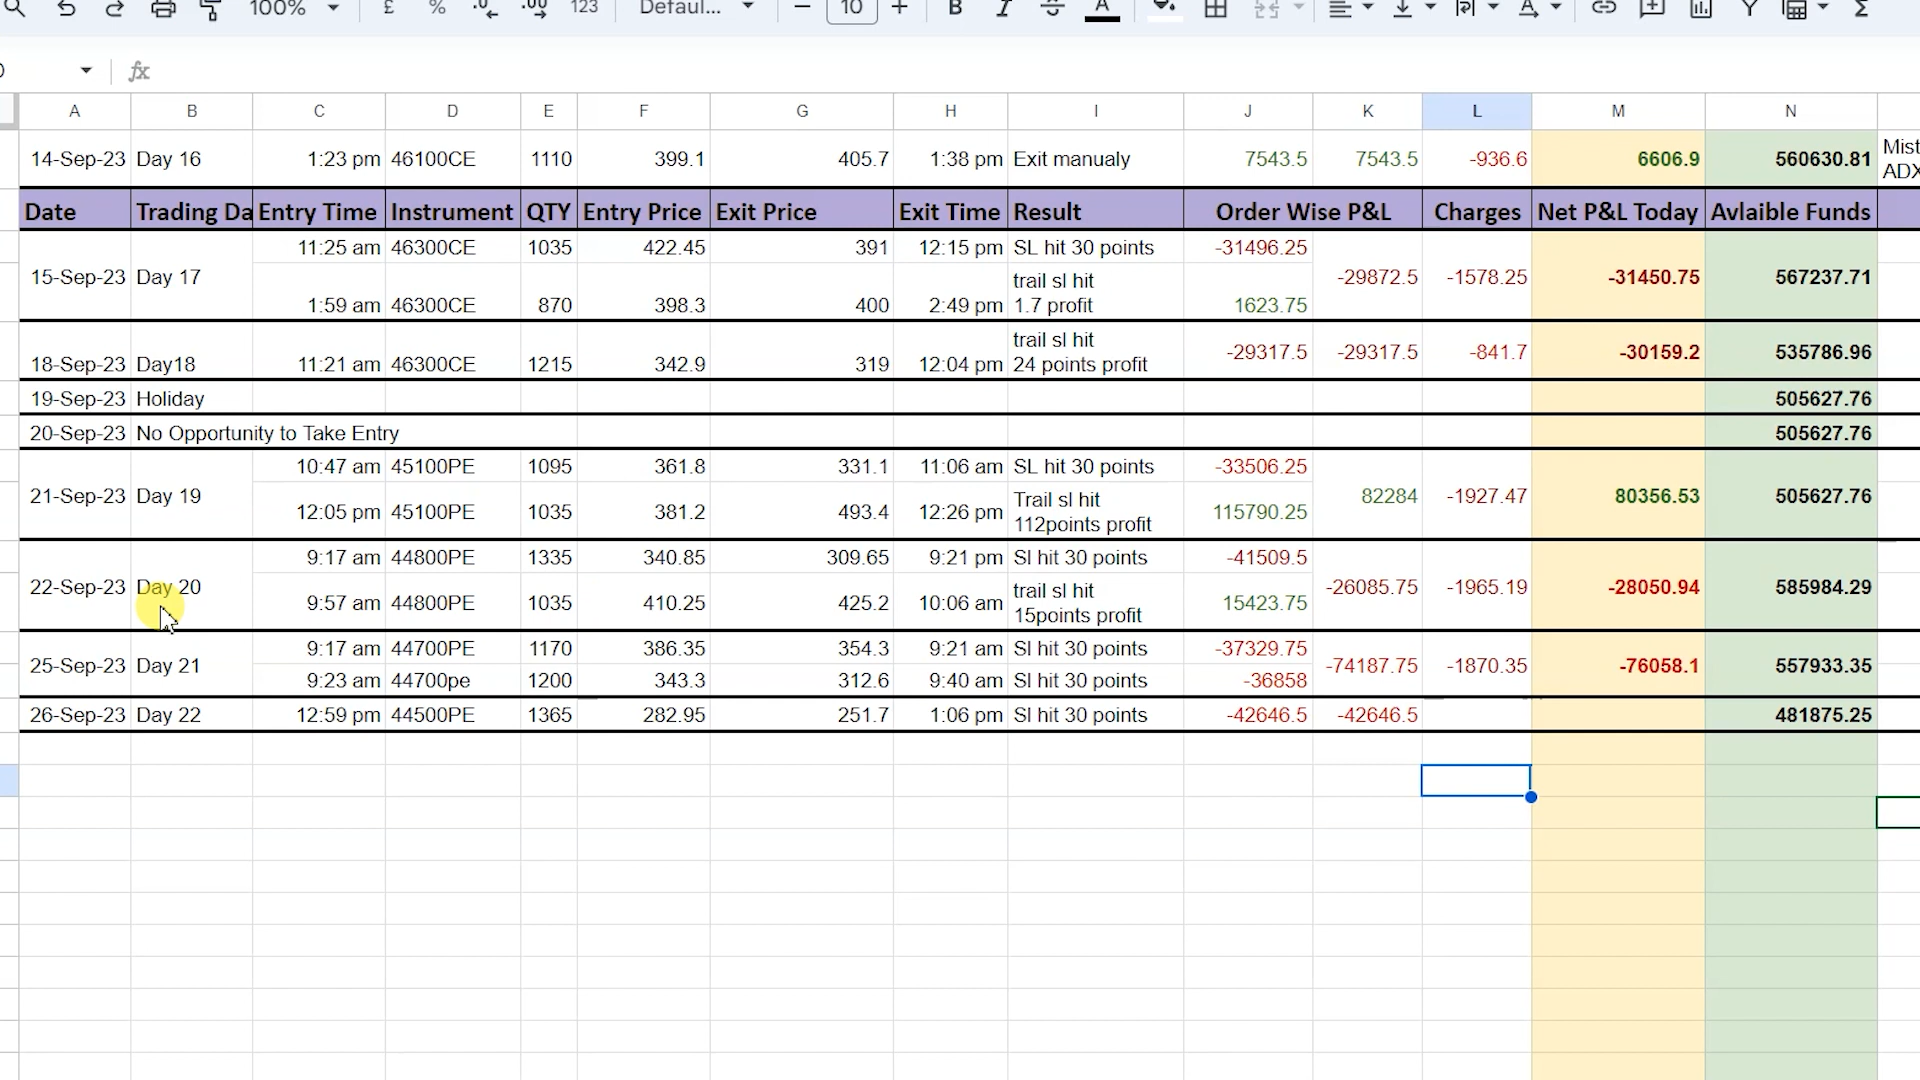 100% £ % .0 .00 123 Defaul... − 10 + B I A Σ
fx
A B C D E F G H I J K L M N
14-Sep-23 Day 16 1:23 pm 46100CE 1110 399.1 405.7 1:38 pm Exit manualy 7543.5 7543.5 -936.6 6606.9 560630.81 Mist
ADX
Date Trading Da Entry Time Instrument QTY Entry Price Exit Price Exit Time Result Order Wise P&L Charges Net P&L Today Avlaible Funds
11:25 am 46300CE 1035 422.45 391 12:15 pm SL hit 30 points -31496.25
15-Sep-23 Day 17 -29872.5 -1578.25 -31450.75 567237.71
trail sl hit
1:59 am 46300CE 870 398.3 400 2:49 pm 1.7 profit 1623.75
trail sl hit
-29317.5 -29317.5 -841.7 -30159.2 535786.96
18-Sep-23 Day18 11:21 am 46300CE 1215 342.9 319 12:04 pm 24 points profit
19-Sep-23 Holiday 505627.76
20-Sep-23 No Opportunity to Take Entry 505627.76
10:47 am 45100PE 1095 361.8 331.1 11:06 am SL hit 30 points -33506.25
21-Sep-23 Day 19 82284 -1927.47 80356.53 505627.76
Trail sl hit
12:05 pm 45100PE 1035 381.2 493.4 12:26 pm 115790.25
112points profit
9:17 am 44800PE 1335 340.85 309.65 9:21 pm Sl hit 30 points -41509.5
22-Sep-23 Day 20 -26085.75 -1965.19 -28050.94 585984.29
trail sl hit
9:57 am 44800PE 1035 410.25 425.2 10:06 am 15423.75
15points profit
9:17 am 44700PE 1170 386.35 354.3 9:21 am Sl hit 30 points -37329.75
25-Sep-23 Day 21 -74187.75 -1870.35 -76058.1 557933.35
9:23 am 44700pe 1200 343.3 312.6 9:40 am Sl hit 30 points -36858
26-Sep-23 Day 22 12:59 pm 44500PE 1365 282.95 251.7 1:06 pm Sl hit 30 points -42646.5 -42646.5 481875.25